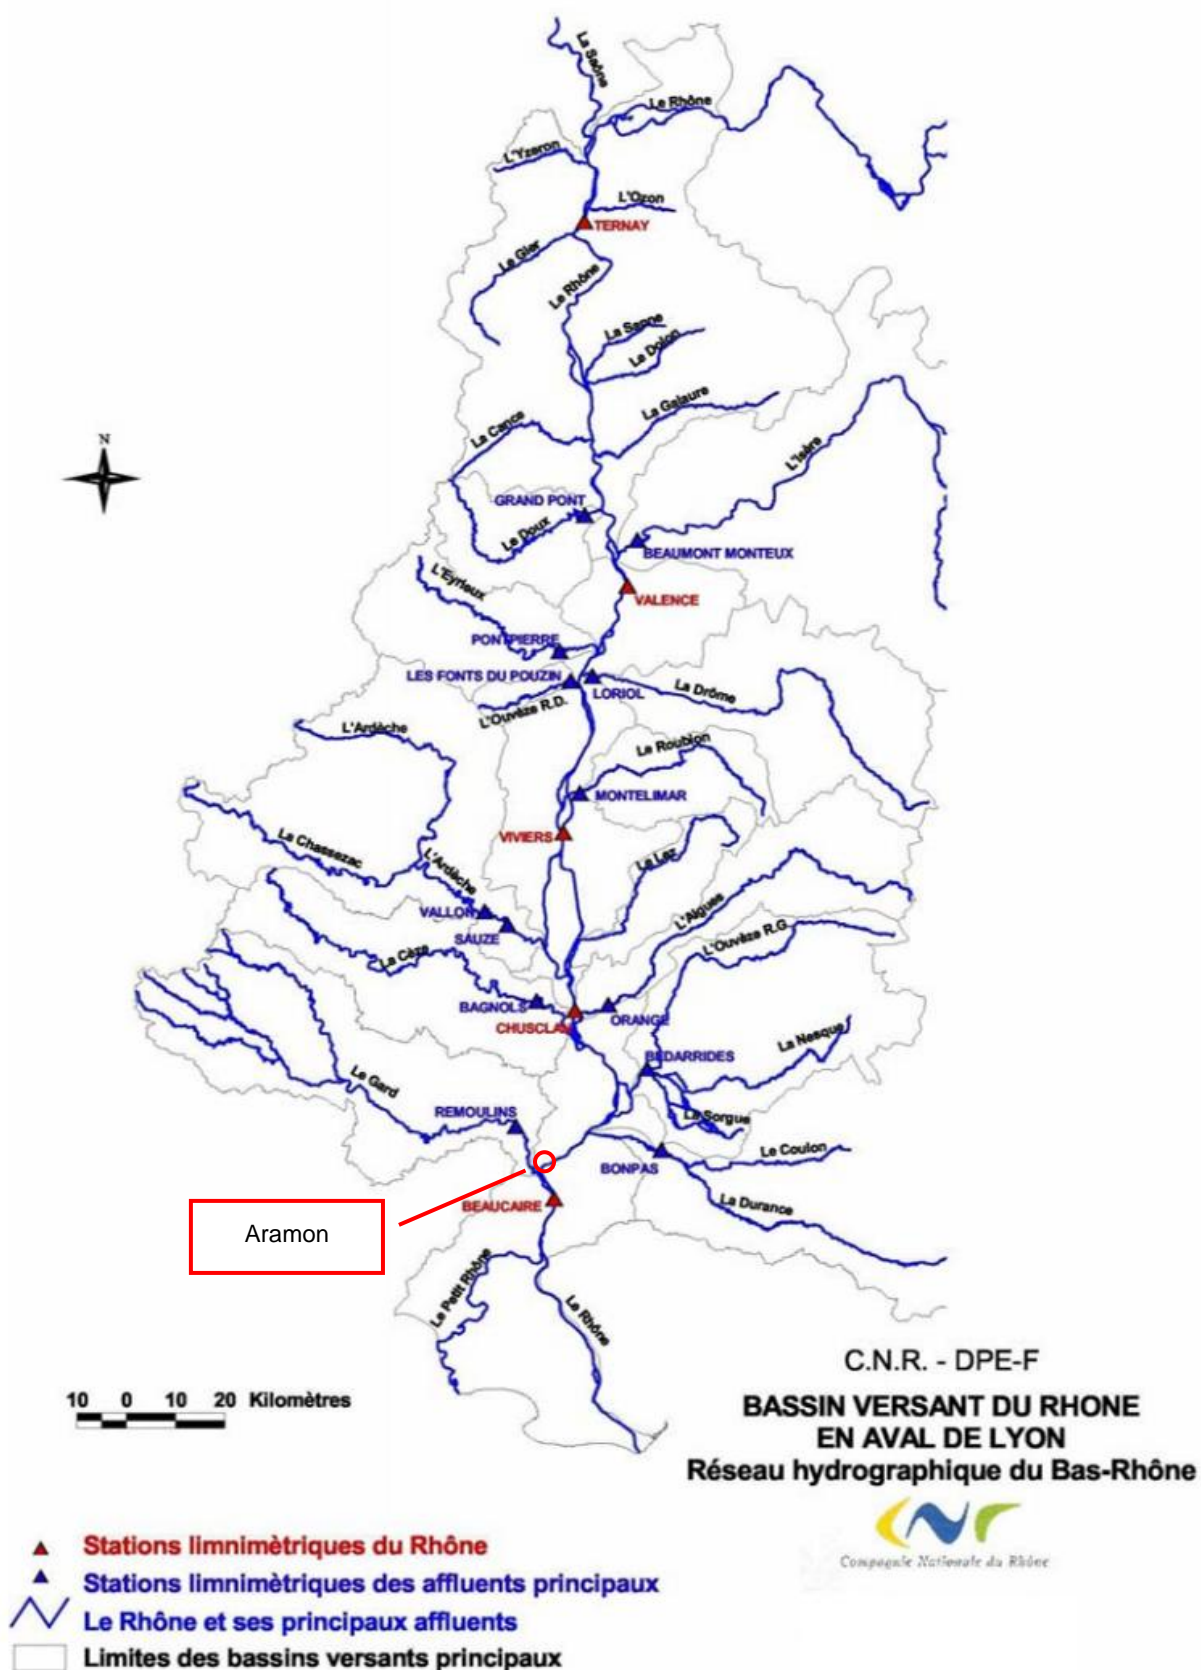 La Saône
Le Rhône
L'Yzeron
L'Ozon
TERNAY
Le Gier
Le Rhône
La Sanne
Le Dolon
La Galaure
La Cance
L'Isère
N
GRAND PONT
Le Doux
BEAUMONT MONTEUX
L'Eyrieux
VALENCE
PONTPIERRE
LES FONTS DU POUZIN
LORIOL
La Drôme
L'Ouvèze R.D.
L'Ardèche
Le Roubion
MONTELIMAR
VIVIERS
La Chassezac
L'Ardèche
Le Lez
VALLON
L'Aigues
SAUZE
L'Ouvèze R.G.
La Cèze
BAGNOLS
ORANGE
CHUSCLAN
La Nesque
BEDARRIDES
Le Gard
REMOULINS
La Sorgue
Le Coulon
BONPAS
BEAUCAIRE
La Durance
Aramon
Le Petit Rhône
Le Rhône
C.N.R. - DPE-F
10 0 10 20 Kilomètres
BASSIN VERSANT DU RHONE
EN AVAL DE LYON
Réseau hydrographique du Bas-Rhône
CNR
Compagnie Nationale du Rhône
Stations limnimètriques du Rhône
Stations limnimètriques des affluents principaux
Le Rhône et ses principaux affluents
Limites des bassins versants principaux